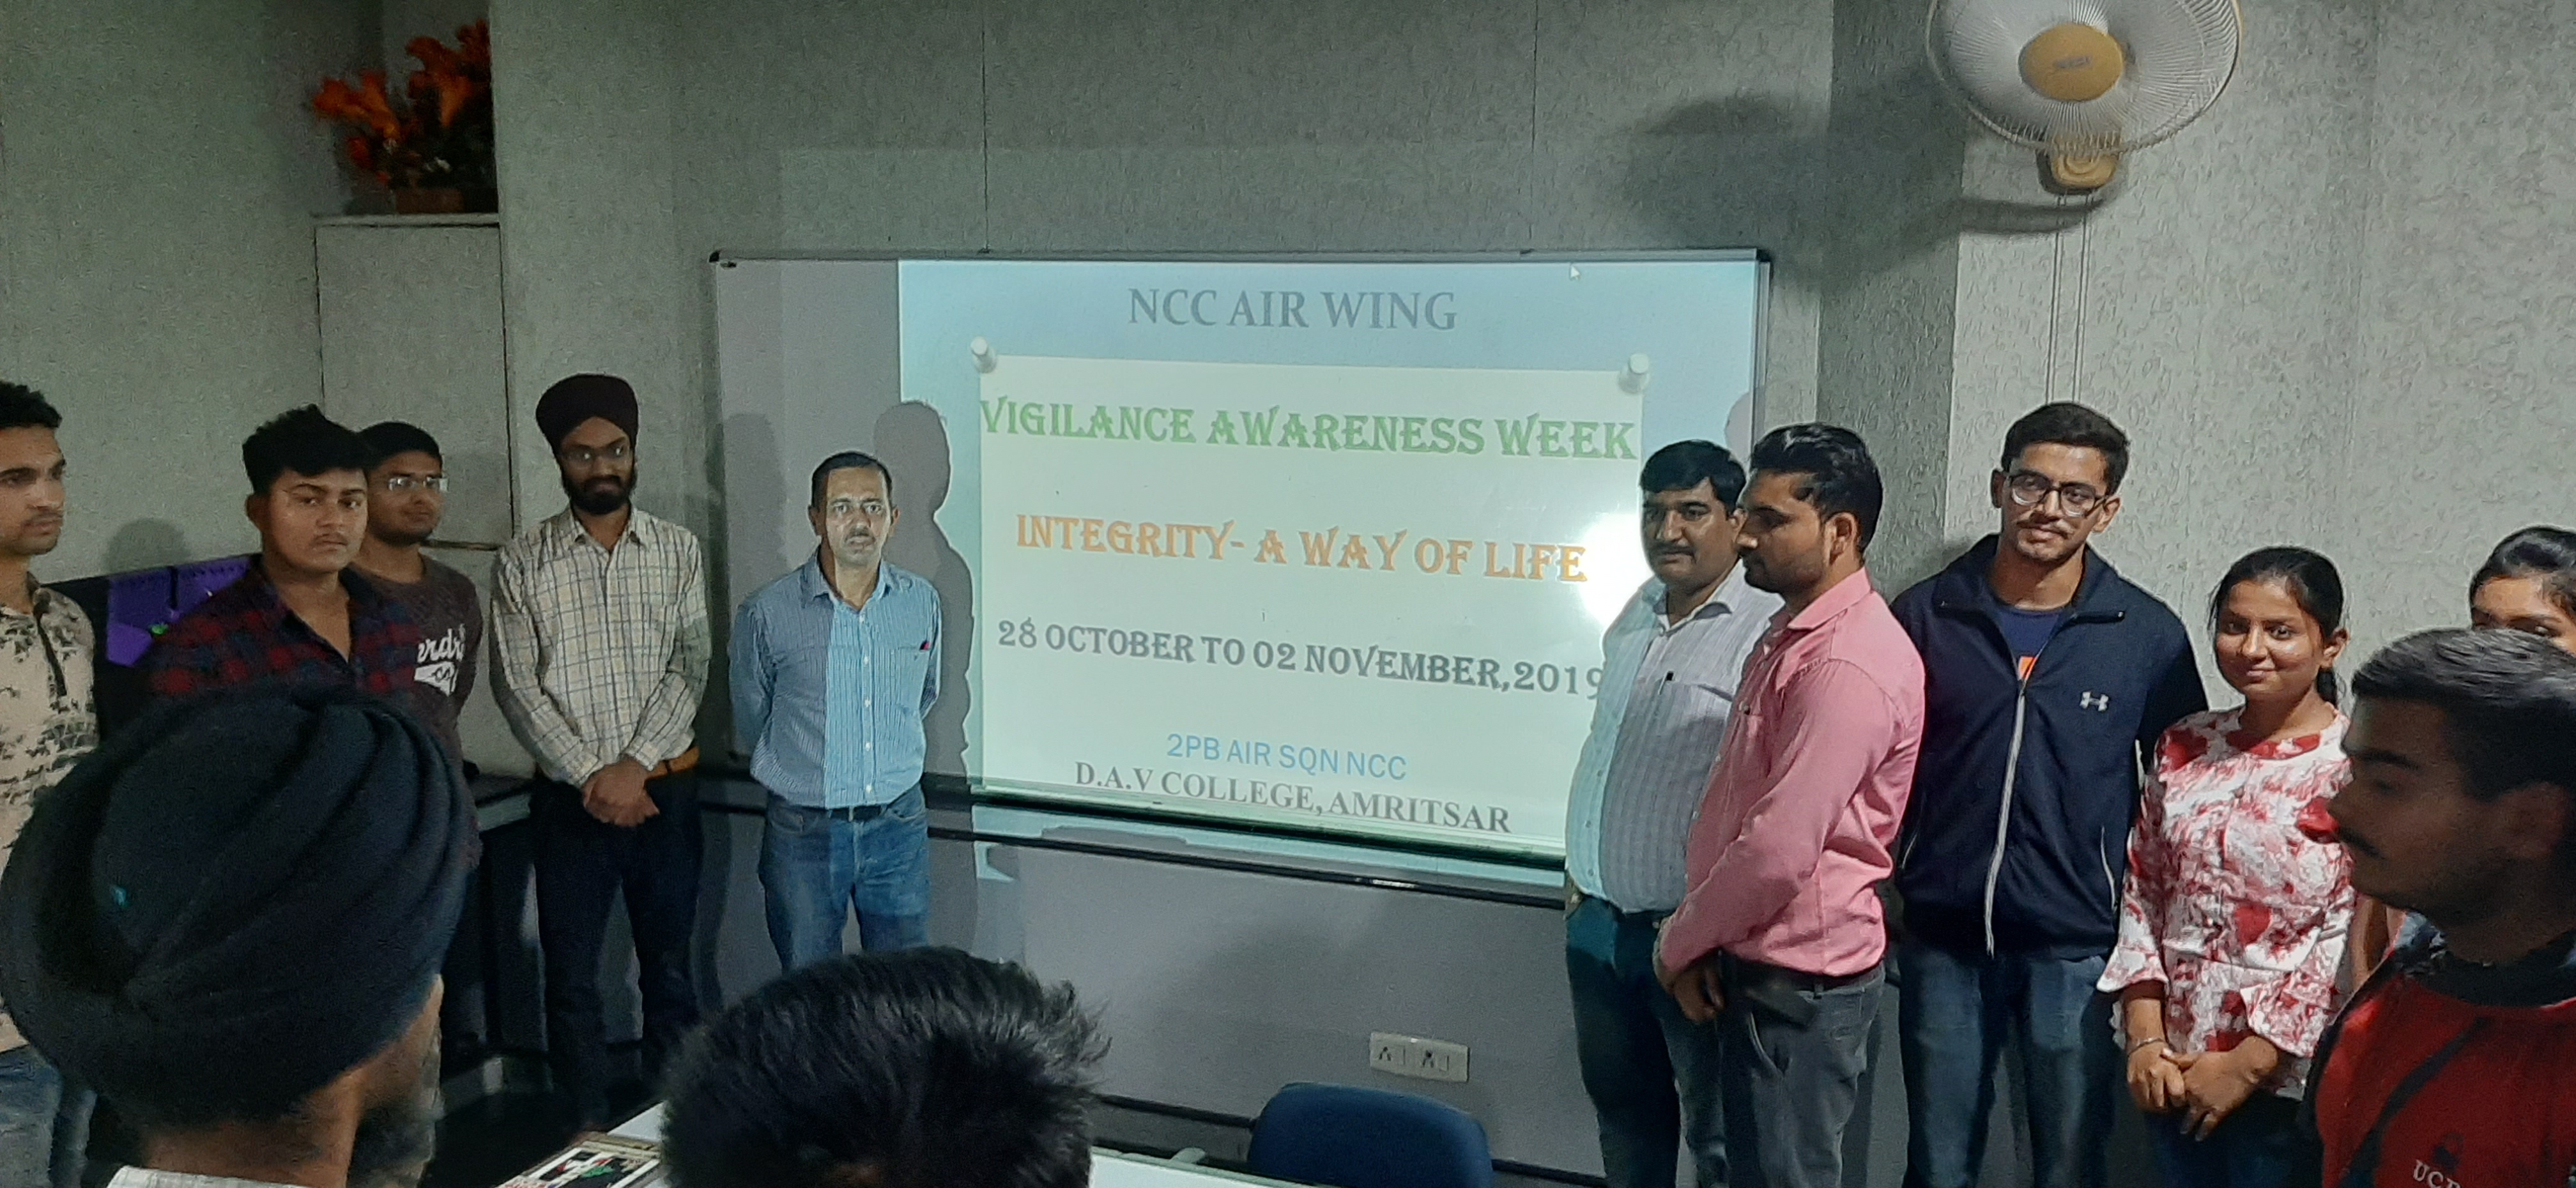 NCC AIR WING
VIGILANCE AWARENESS WEEK
INTEGRITY- A WAY OF LIFE
28 OCTOBER TO 02 NOVEMBER,2019
2PB AIR SQN NCC
D.A.V COLLEGE, AMRITSAR